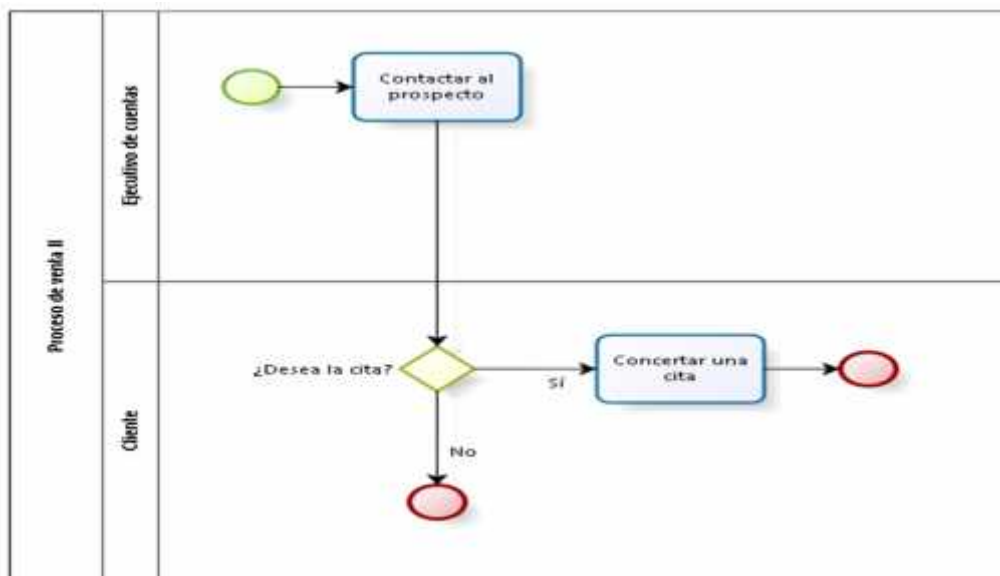 Proceso de venta II
Ejecutivo de cuentas
Contactar al
prospecto
Cliente
¿Desea la cita?
Sí
Concertar una
cita
No